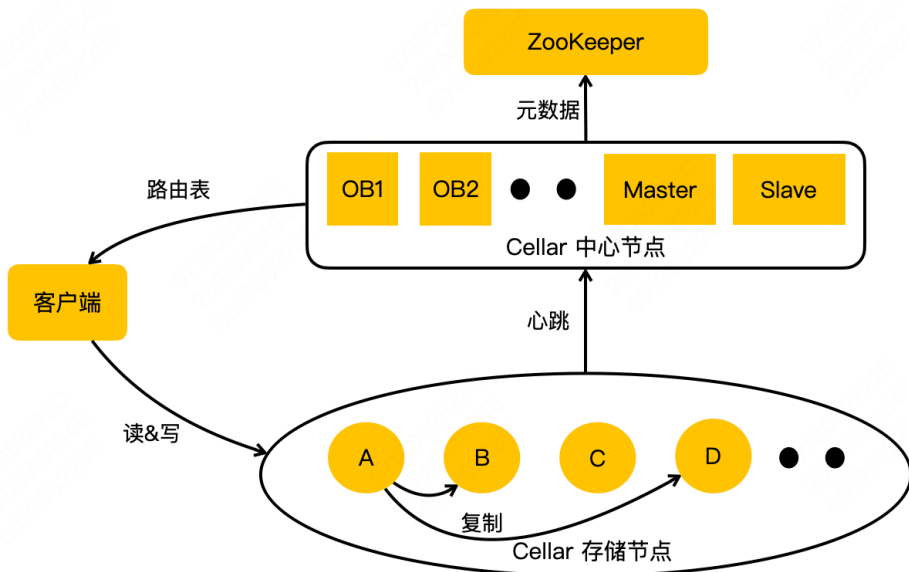 ZooKeeper
元数据
OB1
OB2
Master
Slave
Cellar 中心节点
路由表
客户端
心跳
读&写
A
B
C
D
复制
Cellar 存储节点